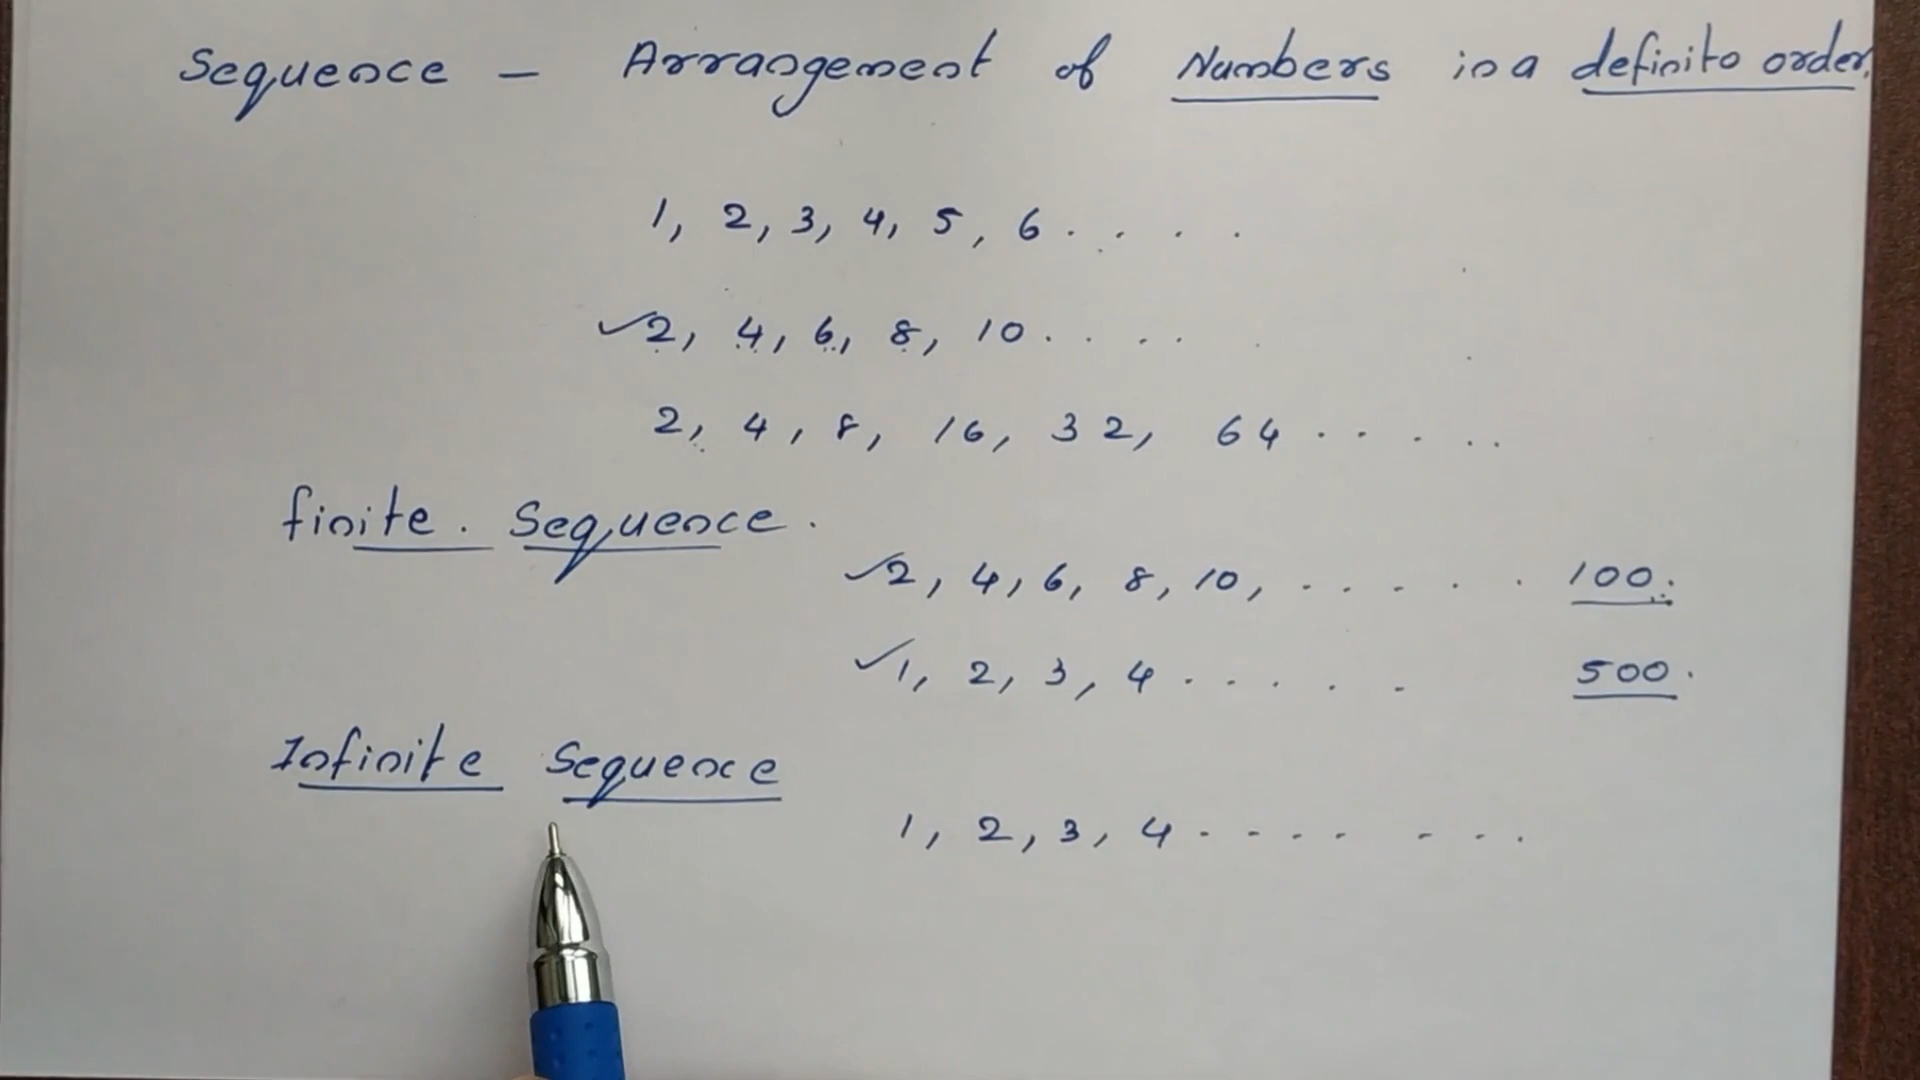 Sequence – Arrangement of Numbers in a definite order.
1, 2, 3, 4, 5, 6 . . . .
✓2, 4, 6, 8, 10 . . . .
2, 4, 8, 16, 32, 64 . . . . .
finite . Sequence .
✓2, 4, 6, 8, 10, . . . . . 100.
✓1, 2, 3, 4 . . . . . 500.
Infinite Sequence
1, 2, 3, 4 . . . . . . .